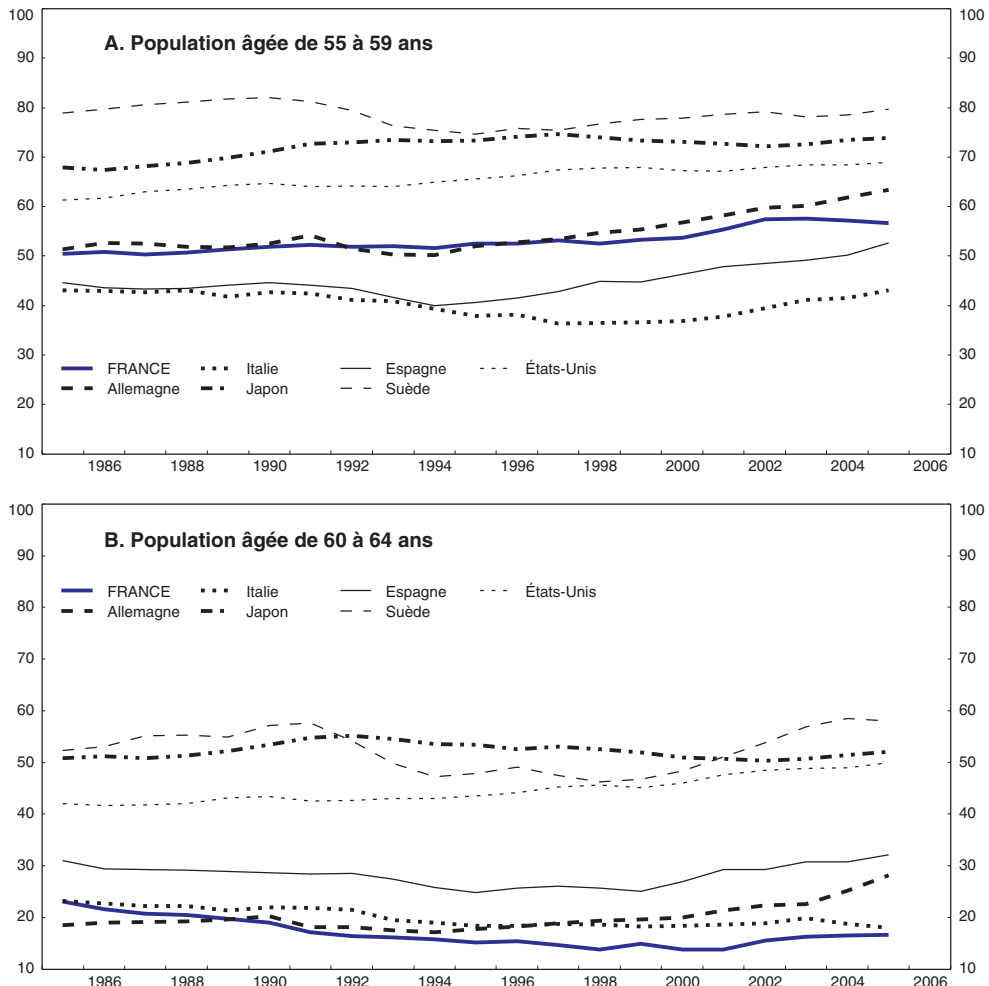 100 100
A. Population âgée de 55 à 59 ans
90 90
80 80
70 70
60 60
50 50
40 40
30 30
FRANCE Italie Espagne États-Unis
Allemagne Japon Suède
20 20
10 10
1986 1988 1990 1992 1994 1996 1998 2000 2002 2004 2006
100 100
B. Population âgée de 60 à 64 ans
90 90
FRANCE Italie Espagne États-Unis
Allemagne Japon Suède
80 80
70 70
60 60
50 50
40 40
30 30
20 20
10 10
1986 1988 1990 1992 1994 1996 1998 2000 2002 2004 2006